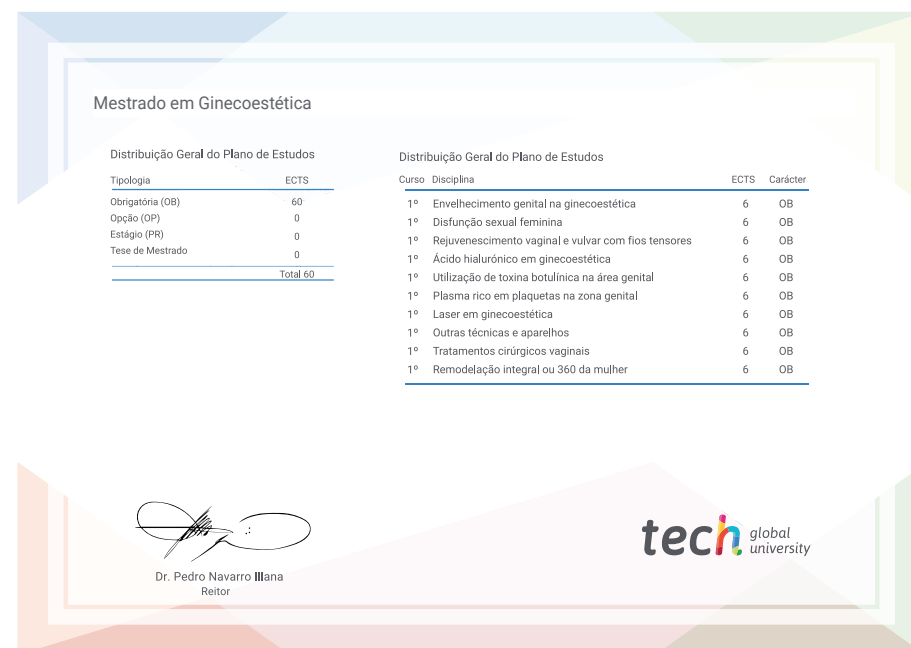 Mestrado em Ginecoestética
Distribuição Geral do Plano de Estudos
Tipologia ECTS
Obrigatória (OB) 60
Opção (OP) 0
Estágio (PR) 0
Tese de Mestrado 0
Total 60
Distribuição Geral do Plano de Estudos
Curso Disciplina ECTS Carácter
1º Envelhecimento genital na ginecoestética 6 OB
1º Disfunção sexual feminina 6 OB
1º Rejuvenescimento vaginal e vulvar com fios tensores 6 OB
1º Ácido hialurónico em ginecoestética 6 OB
1º Utilização de toxina botulínica na área genital 6 OB
1º Plasma rico em plaquetas na zona genital 6 OB
1º Laser em ginecoestética 6 OB
1º Outras técnicas e aparelhos 6 OB
1º Tratamentos cirúrgicos vaginais 6 OB
1º Remodelação integral ou 360 da mulher 6 OB
Dr. Pedro Navarro Illana
Reitor
tech global
university